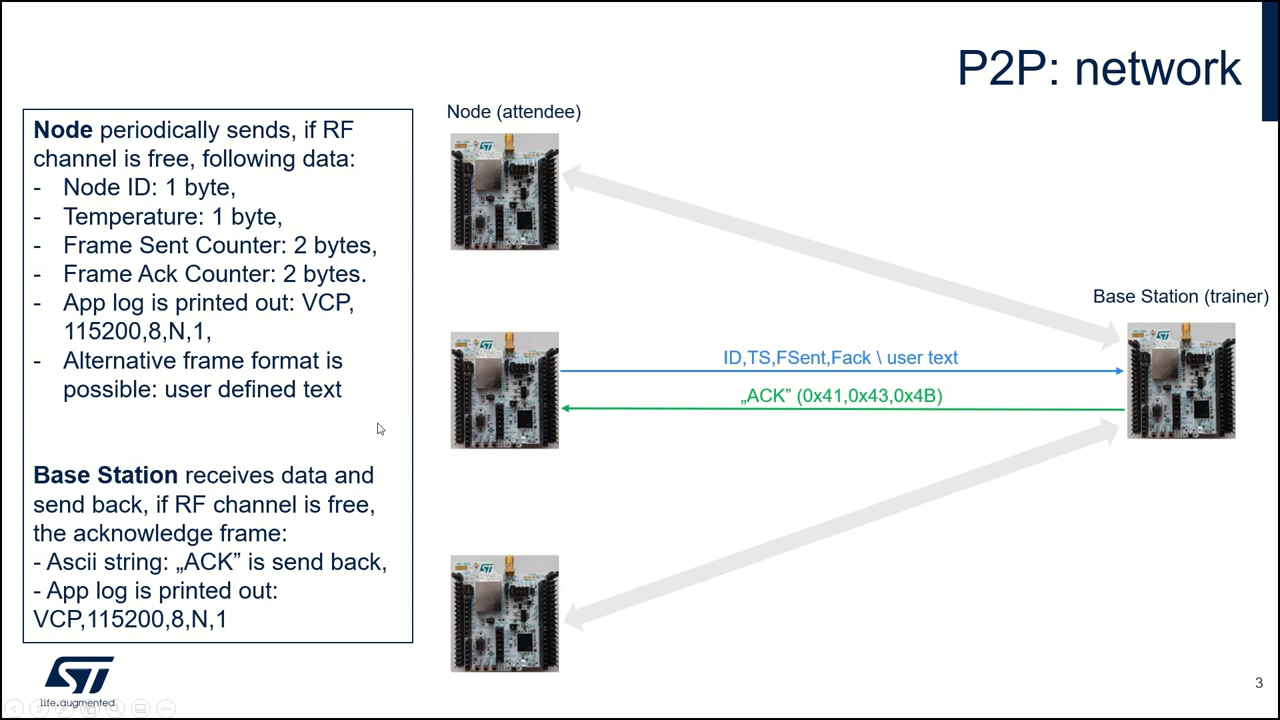 P2P: network
Node periodically sends, if RF
channel is free, following data:
- Node ID: 1 byte,
- Temperature: 1 byte,
- Frame Sent Counter: 2 bytes,
- Frame Ack Counter: 2 bytes.
- App log is printed out: VCP,
115200,8,N,1,
- Alternative frame format is
possible: user defined text
Base Station receives data and
send back, if RF channel is free,
the acknowledge frame:
- Ascii string: „ACK” is send back,
- App log is printed out:
VCP,115200,8,N,1
Node (attendee)
Base Station (trainer)
ID,TS,FSent,Fack \ user text
„ACK” (0x41,0x43,0x4B)
ST
life.augmented
3